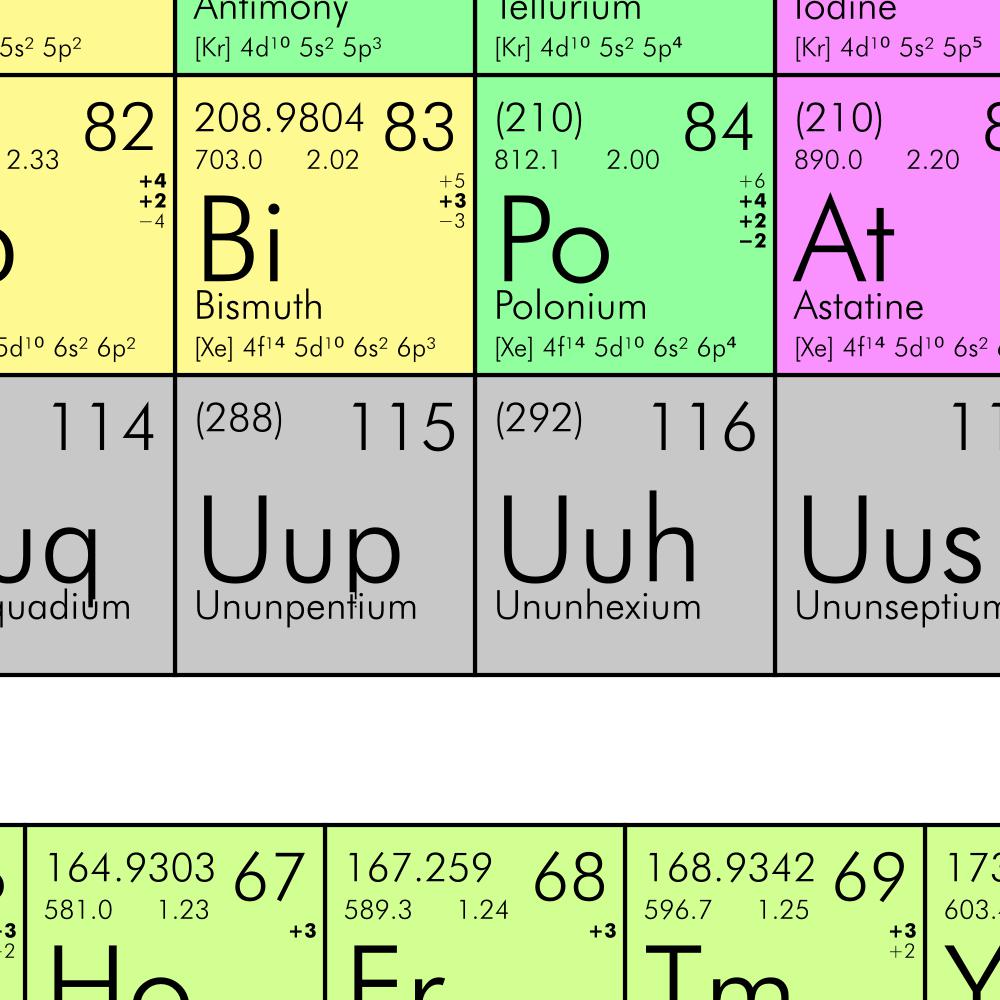 Antimony Tellurium Iodine
5s² 5p² [Kr] 4d¹⁰ 5s² 5p³ [Kr] 4d¹⁰ 5s² 5p⁴ [Kr] 4d¹⁰ 5s² 5p⁵
82 208.9804 83 (210) 84 (210)
2.33 703.0 2.02 812.1 2.00 890.0 2.20
+4 +5 +6
+2 +3 +4
−4 −3 +2
−2
Bi Po At
Bismuth Polonium Astatine
5d¹⁰ 6s² 6p² [Xe] 4f¹⁴ 5d¹⁰ 6s² 6p³ [Xe] 4f¹⁴ 5d¹⁰ 6s² 6p⁴ [Xe] 4f¹⁴ 5d¹⁰ 6s²
114 (288) 115 (292) 116 11
uq Uup Uuh Uus
quadium Ununpentium Ununhexium Ununseptium
164.9303 67 167.259 68 168.9342 69 173
581.0 1.23 589.3 1.24 596.7 1.25 603.
+3 +3 +3 +3
+2 +2
Ho Er Tm Y